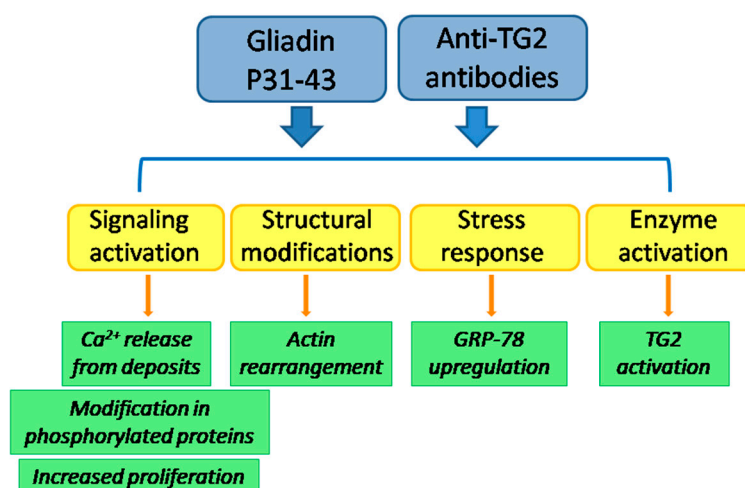 Gliadin
P31-43
Anti-TG2
antibodies
Signaling
activation
Structural
modifications
Stress
response
Enzyme
activation
Ca²⁺ release
from deposits
Actin
rearrangement
GRP-78
upregulation
TG2
activation
Modification in
phosphorylated proteins
Increased proliferation